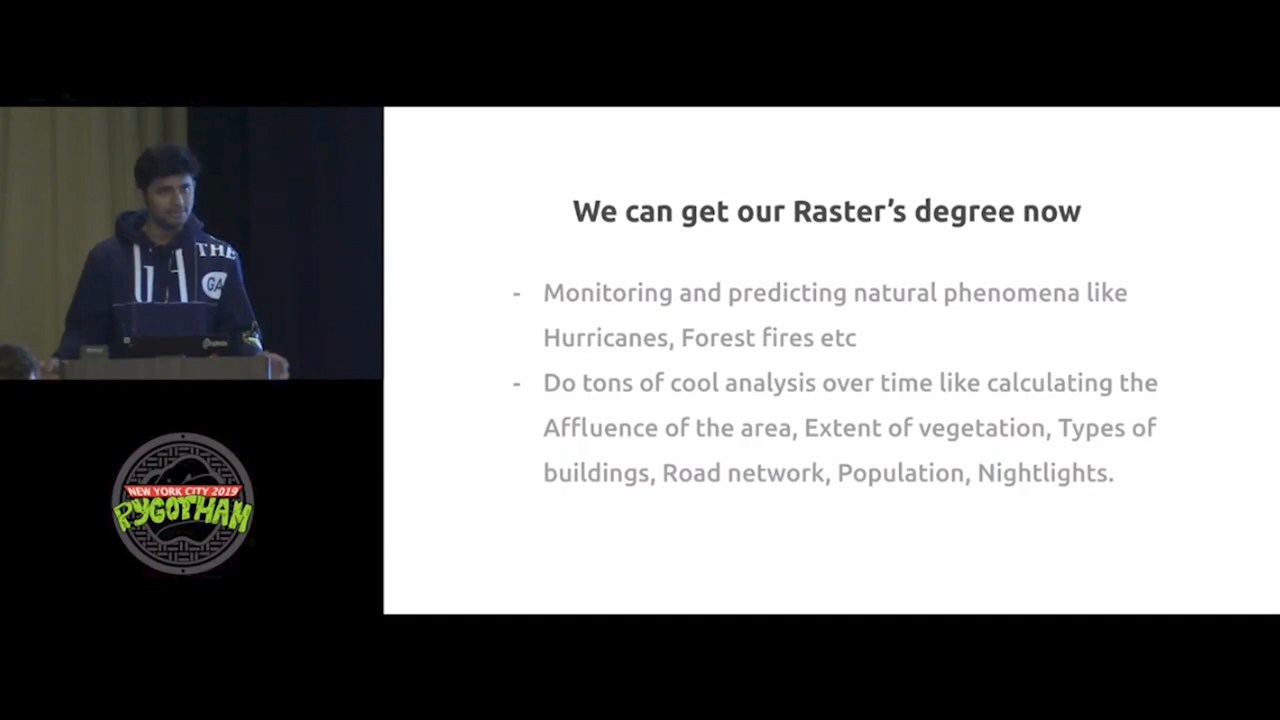 We can get our Raster's degree now
- Monitoring and predicting natural phenomena like
Hurricanes, Forest fires etc
- Do tons of cool analysis over time like calculating the
Affluence of the area, Extent of vegetation, Types of
buildings, Road network, Population, Nightlights.
THE
GA
NEW YORK CITY 2019
PYGOTHAM